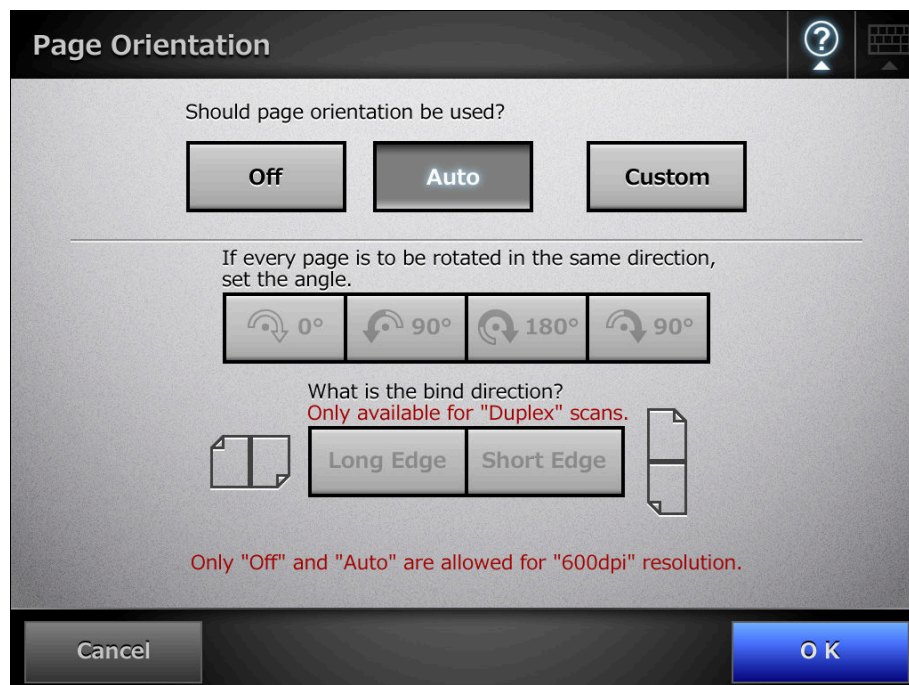 Page Orientation
?
Should page orientation be used?
Off Auto Custom
If every page is to be rotated in the same direction,
set the angle.
0° 90° 180° 90°
What is the bind direction?
Only available for "Duplex" scans.
Long Edge Short Edge
Only "Off" and "Auto" are allowed for "600dpi" resolution.
Cancel OK